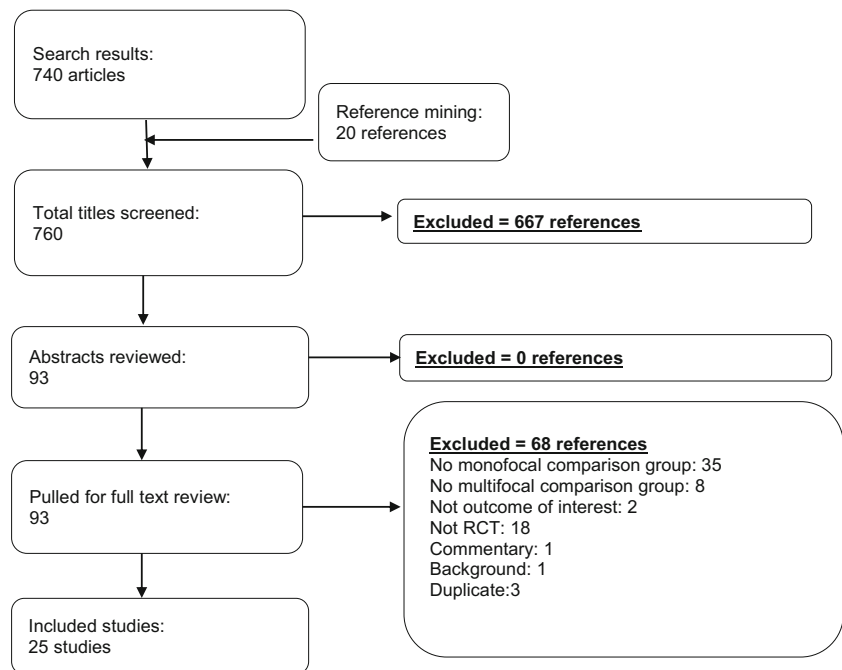 Search results:
740 articles
Reference mining:
20 references
Total titles screened:
760
Excluded = 667 references
Abstracts reviewed:
93
Excluded = 0 references
Pulled for full text review:
93
Excluded = 68 references
No monofocal comparison group: 35
No multifocal comparison group: 8
Not outcome of interest: 2
Not RCT: 18
Commentary: 1
Background: 1
Duplicate:3
Included studies:
25 studies